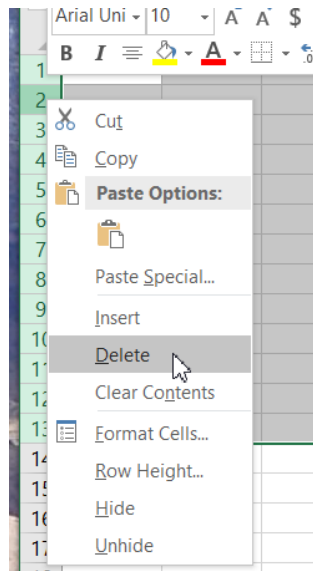 Arial Uni 10 A A $
B I A .0
1
2
3 Cut
4 Copy
5 Paste Options:
6
7
8 Paste Special...
9 Insert
10
11 Delete
12 Clear Contents
13 Format Cells...
14
15 Row Height...
16 Hide
17 Unhide